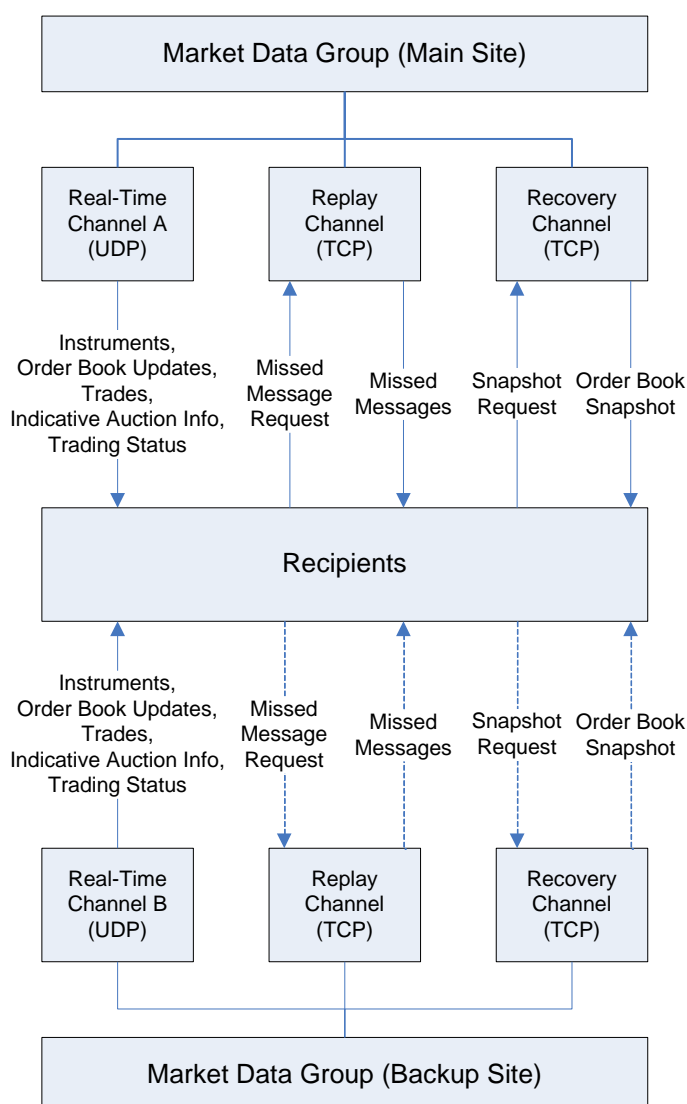 Market Data Group (Main Site)
Real-Time
Channel A
(UDP)
Replay
Channel
(TCP)
Recovery
Channel
(TCP)
Instruments,
Order Book Updates,
Trades,
Indicative Auction Info,
Trading Status
Missed
Message
Request
Missed
Messages
Snapshot
Request
Order Book
Snapshot
Recipients
Instruments,
Order Book Updates,
Trades,
Indicative Auction Info,
Trading Status
Missed
Message
Request
Missed
Messages
Snapshot
Request
Order Book
Snapshot
Real-Time
Channel B
(UDP)
Replay
Channel
(TCP)
Recovery
Channel
(TCP)
Market Data Group (Backup Site)